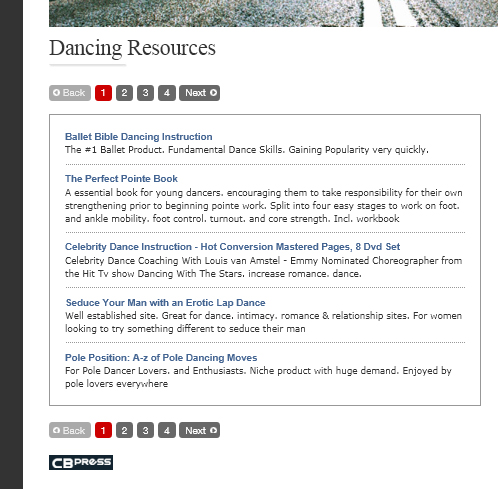 Dancing Resources
Back 1 2 3 4 Next
Ballet Bible Dancing Instruction
The #1 Ballet Product. Fundamental Dance Skills. Gaining Popularity very quickly.
The Perfect Pointe Book
A essential book for young dancers. encouraging them to take responsibility for their own
strengthening prior to beginning pointe work. Split into four easy stages to work on foot.
and ankle mobility. foot control. turnout. and core strength. Incl. workbook
Celebrity Dance Instruction - Hot Conversion Mastered Pages, 8 Dvd Set
Celebrity Dance Coaching With Louis van Amstel - Emmy Nominated Choreographer from
the Hit Tv show Dancing With The Stars. increase romance. dance.
Seduce Your Man with an Erotic Lap Dance
Well established site. Great for dance. intimacy. romance & relationship sites. For women
looking to try something different to seduce their man
Pole Position: A-z of Pole Dancing Moves
For Pole Dancer Lovers. and Enthusiasts. Niche product with huge demand. Enjoyed by
pole lovers everywhere
Back 1 2 3 4 Next
CBPRESS